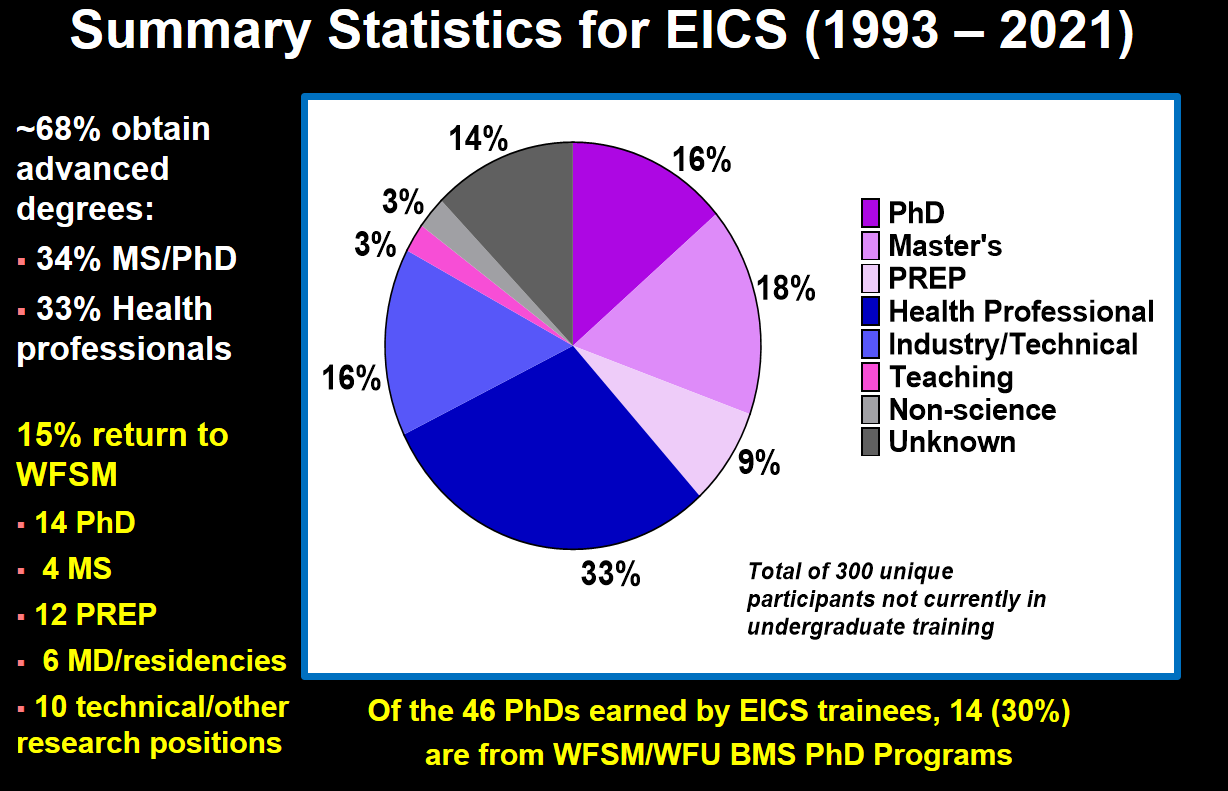 Summary Statistics for EICS (1993 – 2021)
~68% obtain
advanced
degrees:
▪ 34% MS/PhD
▪ 33% Health
professionals
15% return to
WFSM
▪ 14 PhD
▪ 4 MS
▪ 12 PREP
▪ 6 MD/residencies
▪ 10 technical/other
research positions
14%
16%
3%
3%
18%
16%
9%
33%
PhD
Master's
PREP
Health Professional
Industry/Technical
Teaching
Non-science
Unknown
Total of 300 unique
participants not currently in
undergraduate training
Of the 46 PhDs earned by EICS trainees, 14 (30%)
are from WFSM/WFU BMS PhD Programs